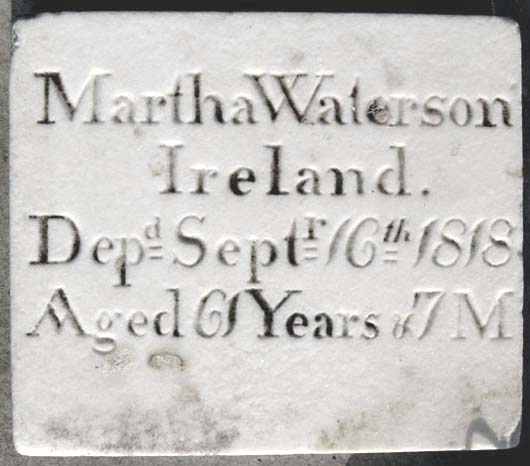 Martha Waterson
Ireland.
Depd Septr 16th 1818
Aged 61 Years & 7 M